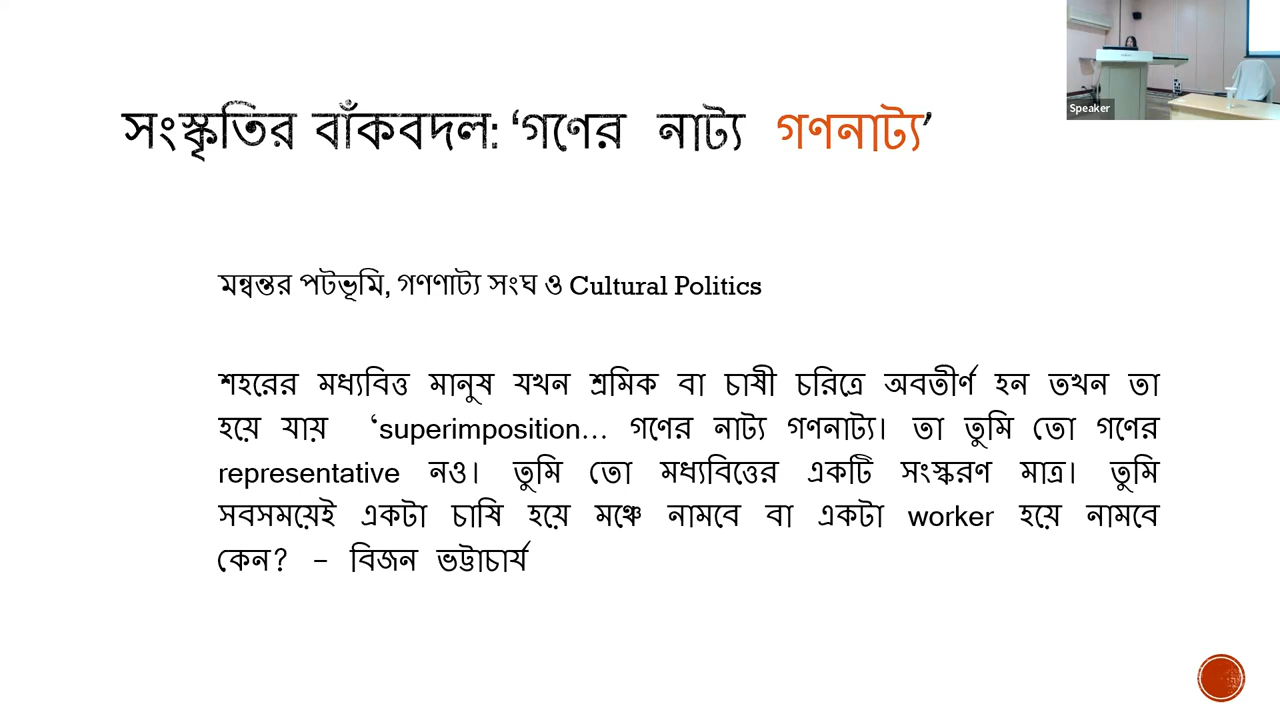 সংস্কৃতির বাঁকবদল: ‘গণের নাট্য গণনাট্য’
Speaker
মন্বন্তর পটভূমি, গণণাট্য সংঘ ও Cultural Politics
শহরের মধ্যবিত্ত মানুষ যখন শ্রমিক বা চাষী চরিত্রে অবতীর্ণ হন তখন তা
হয়ে যায় ‘superimposition... গণের নাট্য গণনাট্য। তা তুমি তো গণের
representative নও। তুমি তো মধ্যবিত্তের একটি সংস্করণ মাত্র। তুমি
সবসময়েই একটা চাষি হয়ে মঞ্চে নামবে বা একটা worker হয়ে নামবে
কেন? – বিজন ভট্টাচার্য